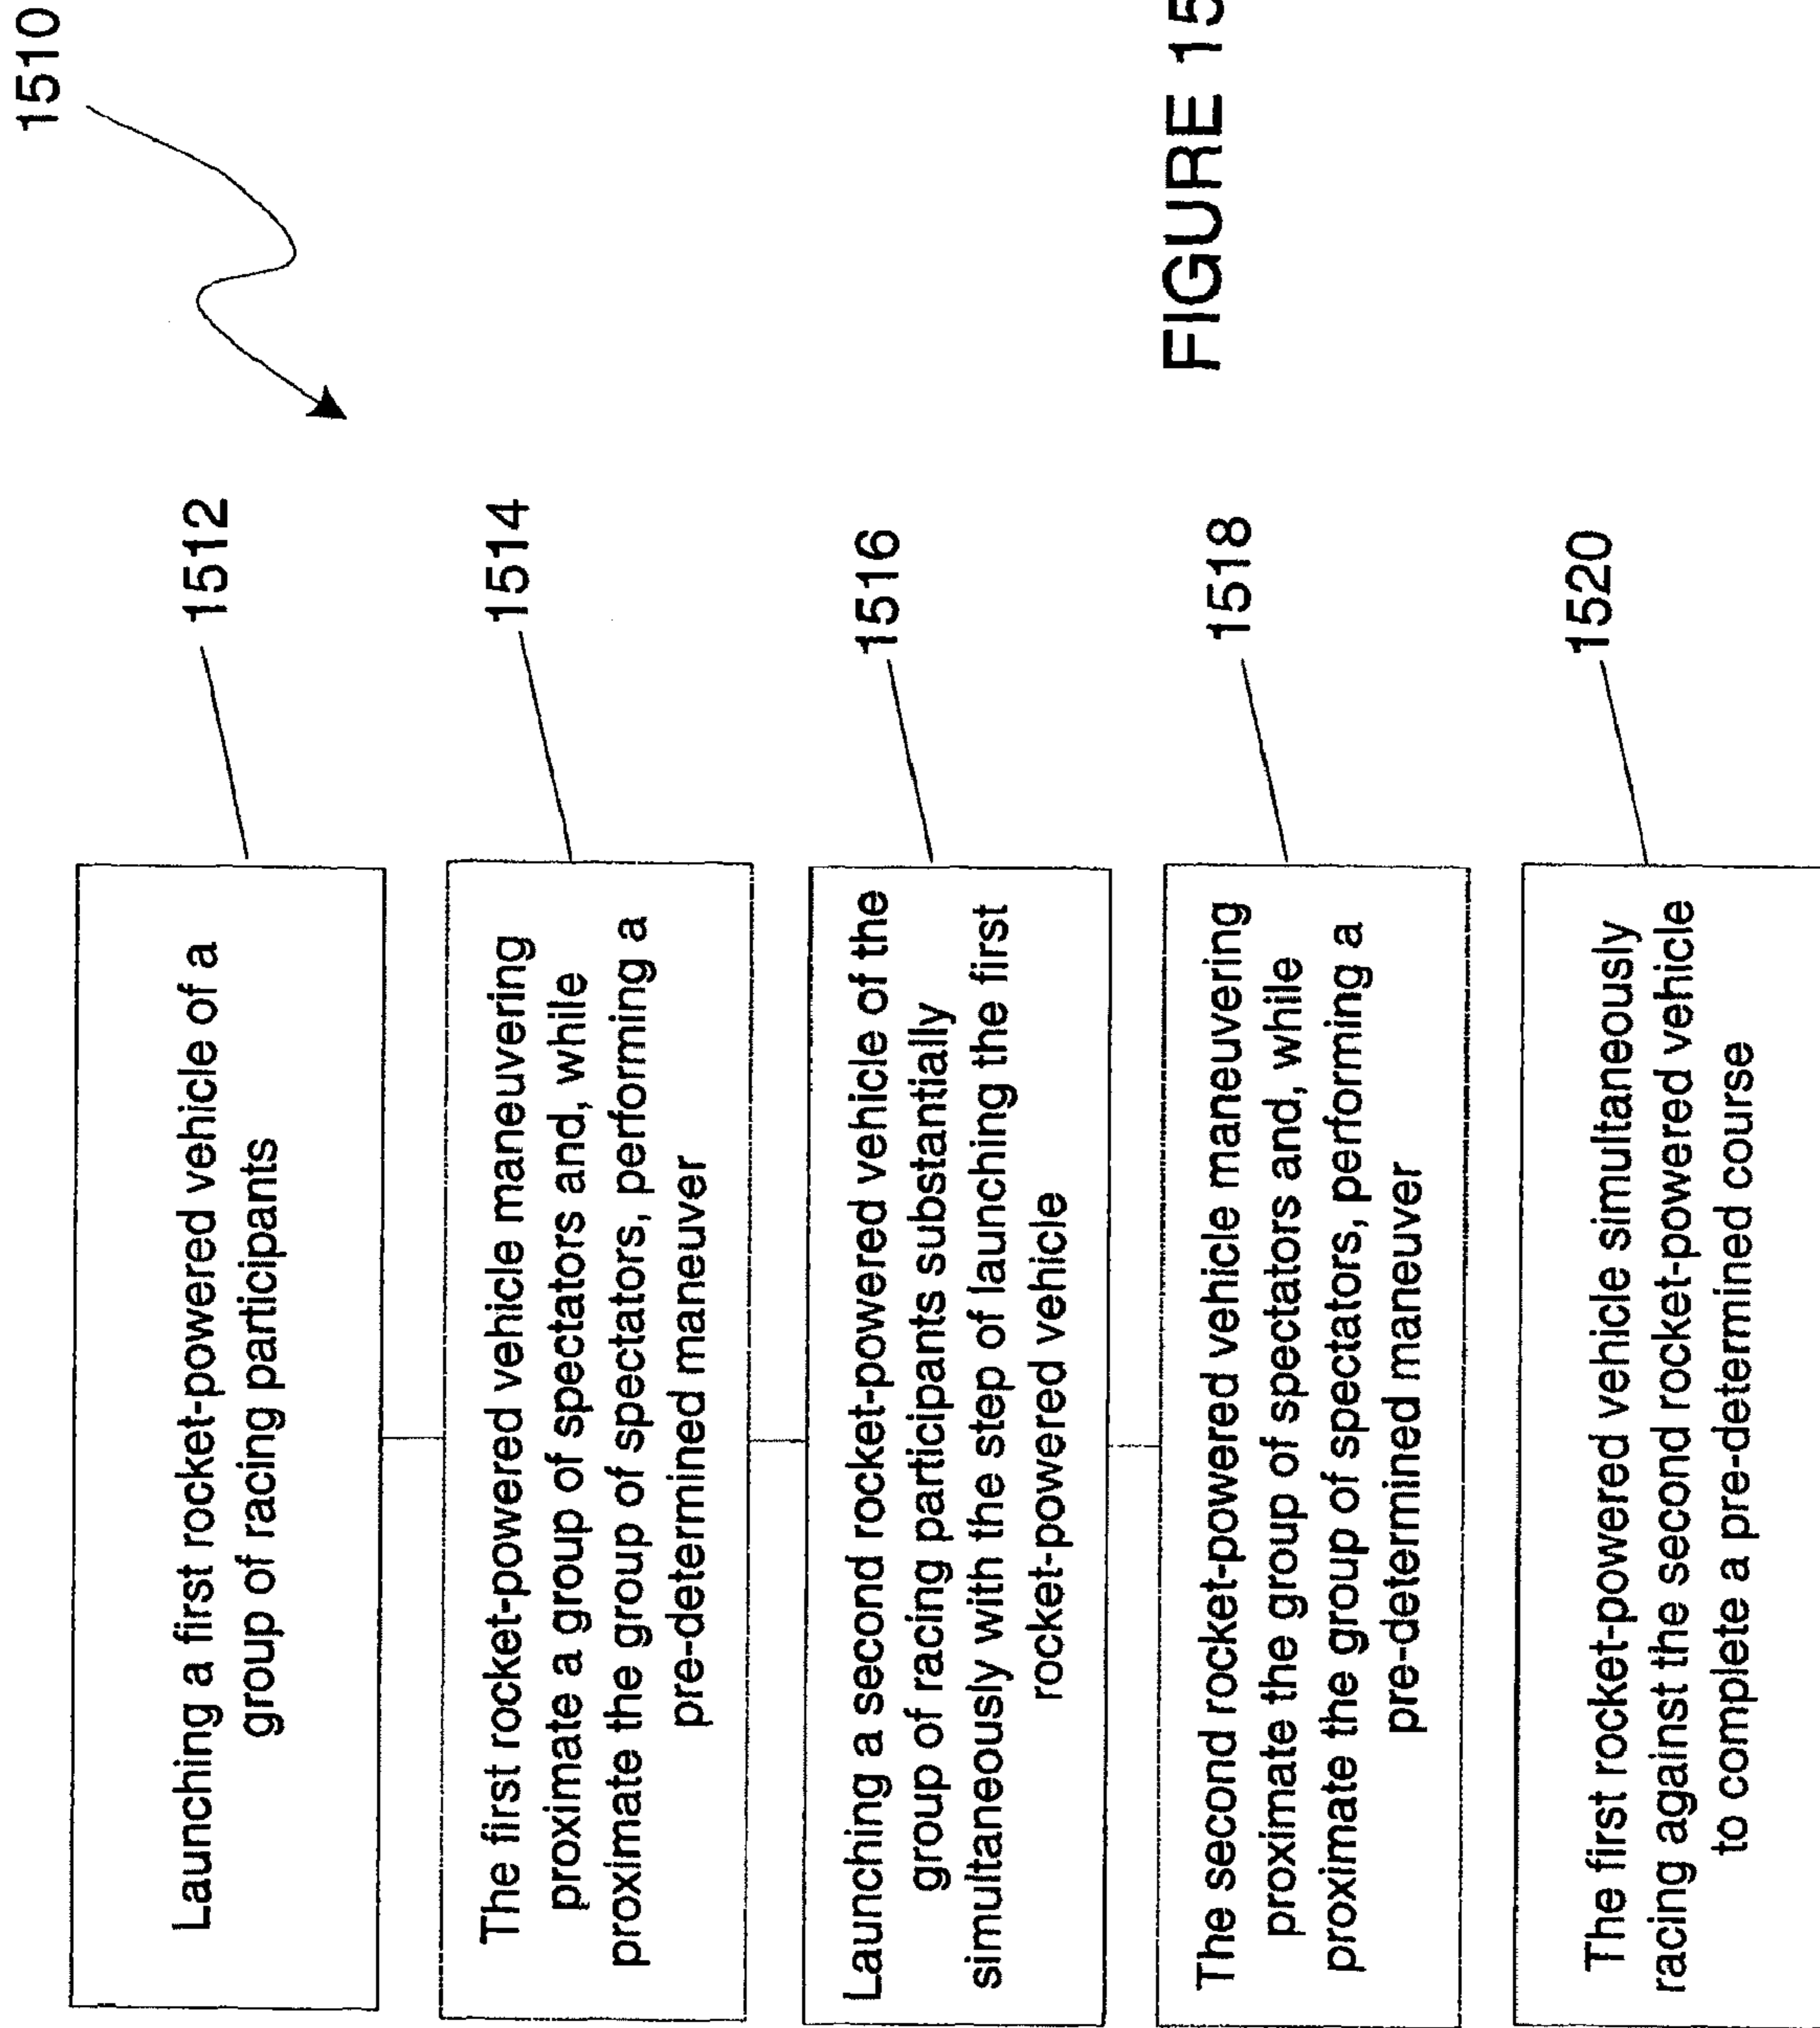 1510
Launching a first rocket-powered vehicle of a
group of racing participants
1512
The first rocket-powered vehicle maneuvering
proximate a group of spectators and, while
proximate the group of spectators, performing a
pre-determined maneuver
1514
Launching a second rocket-powered vehicle of the
group of racing participants substantially
simultaneously with the step of launching the first
rocket-powered vehicle
1516
The second rocket-powered vehicle maneuvering
proximate the group of spectators and, while
proximate the group of spectators, performing a
pre-determined maneuver
1518
The first rocket-powered vehicle simultaneously
racing against the second rocket-powered vehicle
to complete a pre-determined course
1520
FIGURE 15